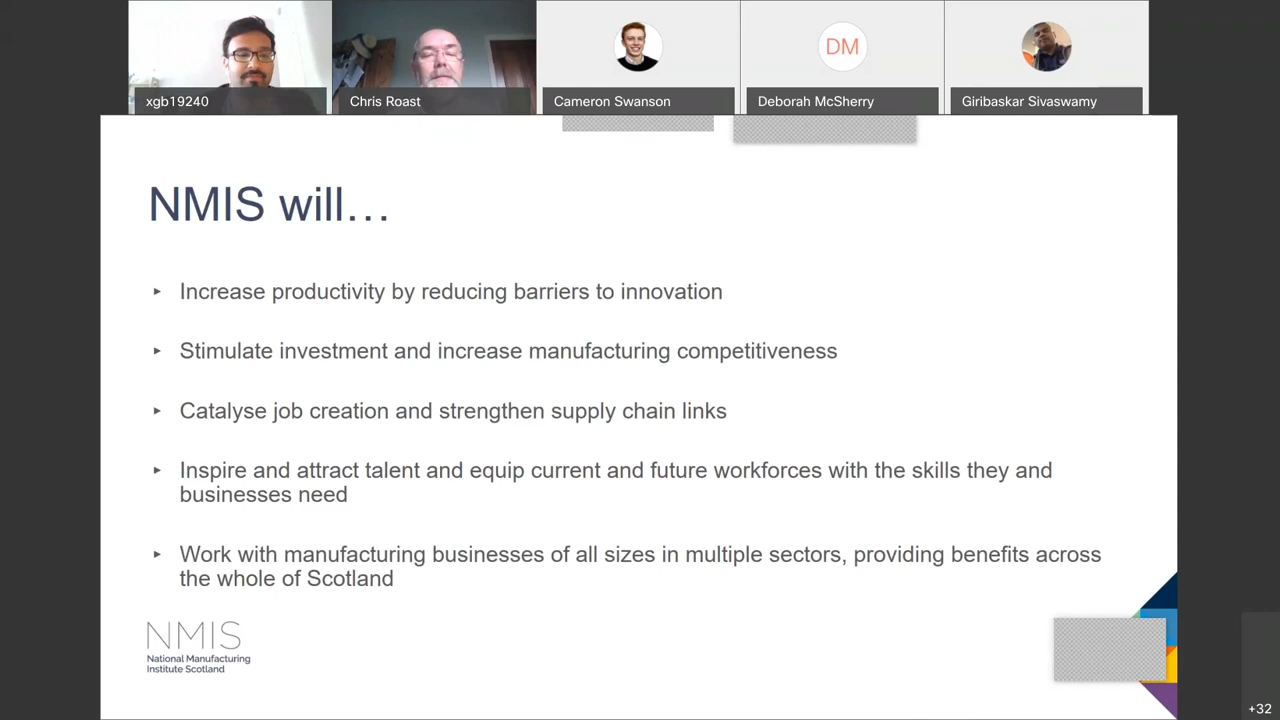 xgb19240
Chris Roast
Cameron Swanson
DM
Deborah McSherry
Giribaskar Sivaswamy
NMIS will…
‣ Increase productivity by reducing barriers to innovation
‣ Stimulate investment and increase manufacturing competitiveness
‣ Catalyse job creation and strengthen supply chain links
‣ Inspire and attract talent and equip current and future workforces with the skills they and
businesses need
‣ Work with manufacturing businesses of all sizes in multiple sectors, providing benefits across
the whole of Scotland
NMIS
National Manufacturing
Institute Scotland
+32